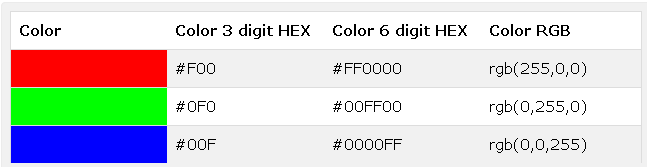 Color Color 3 digit HEX Color 6 digit HEX Color RGB
#F00 #FF0000 rgb(255,0,0)
#0F0 #00FF00 rgb(0,255,0)
#00F #0000FF rgb(0,0,255)